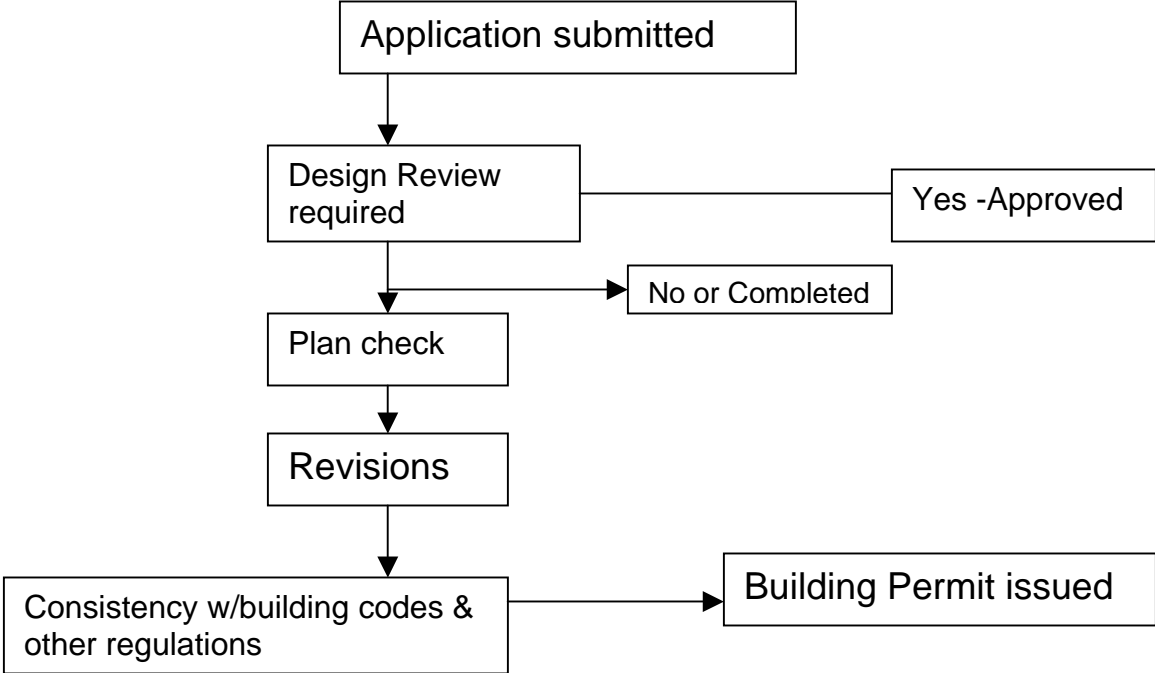 Application submitted
Design Review
required
Yes -Approved
No or Completed
Plan check
Revisions
Consistency w/building codes &
other regulations
Building Permit issued